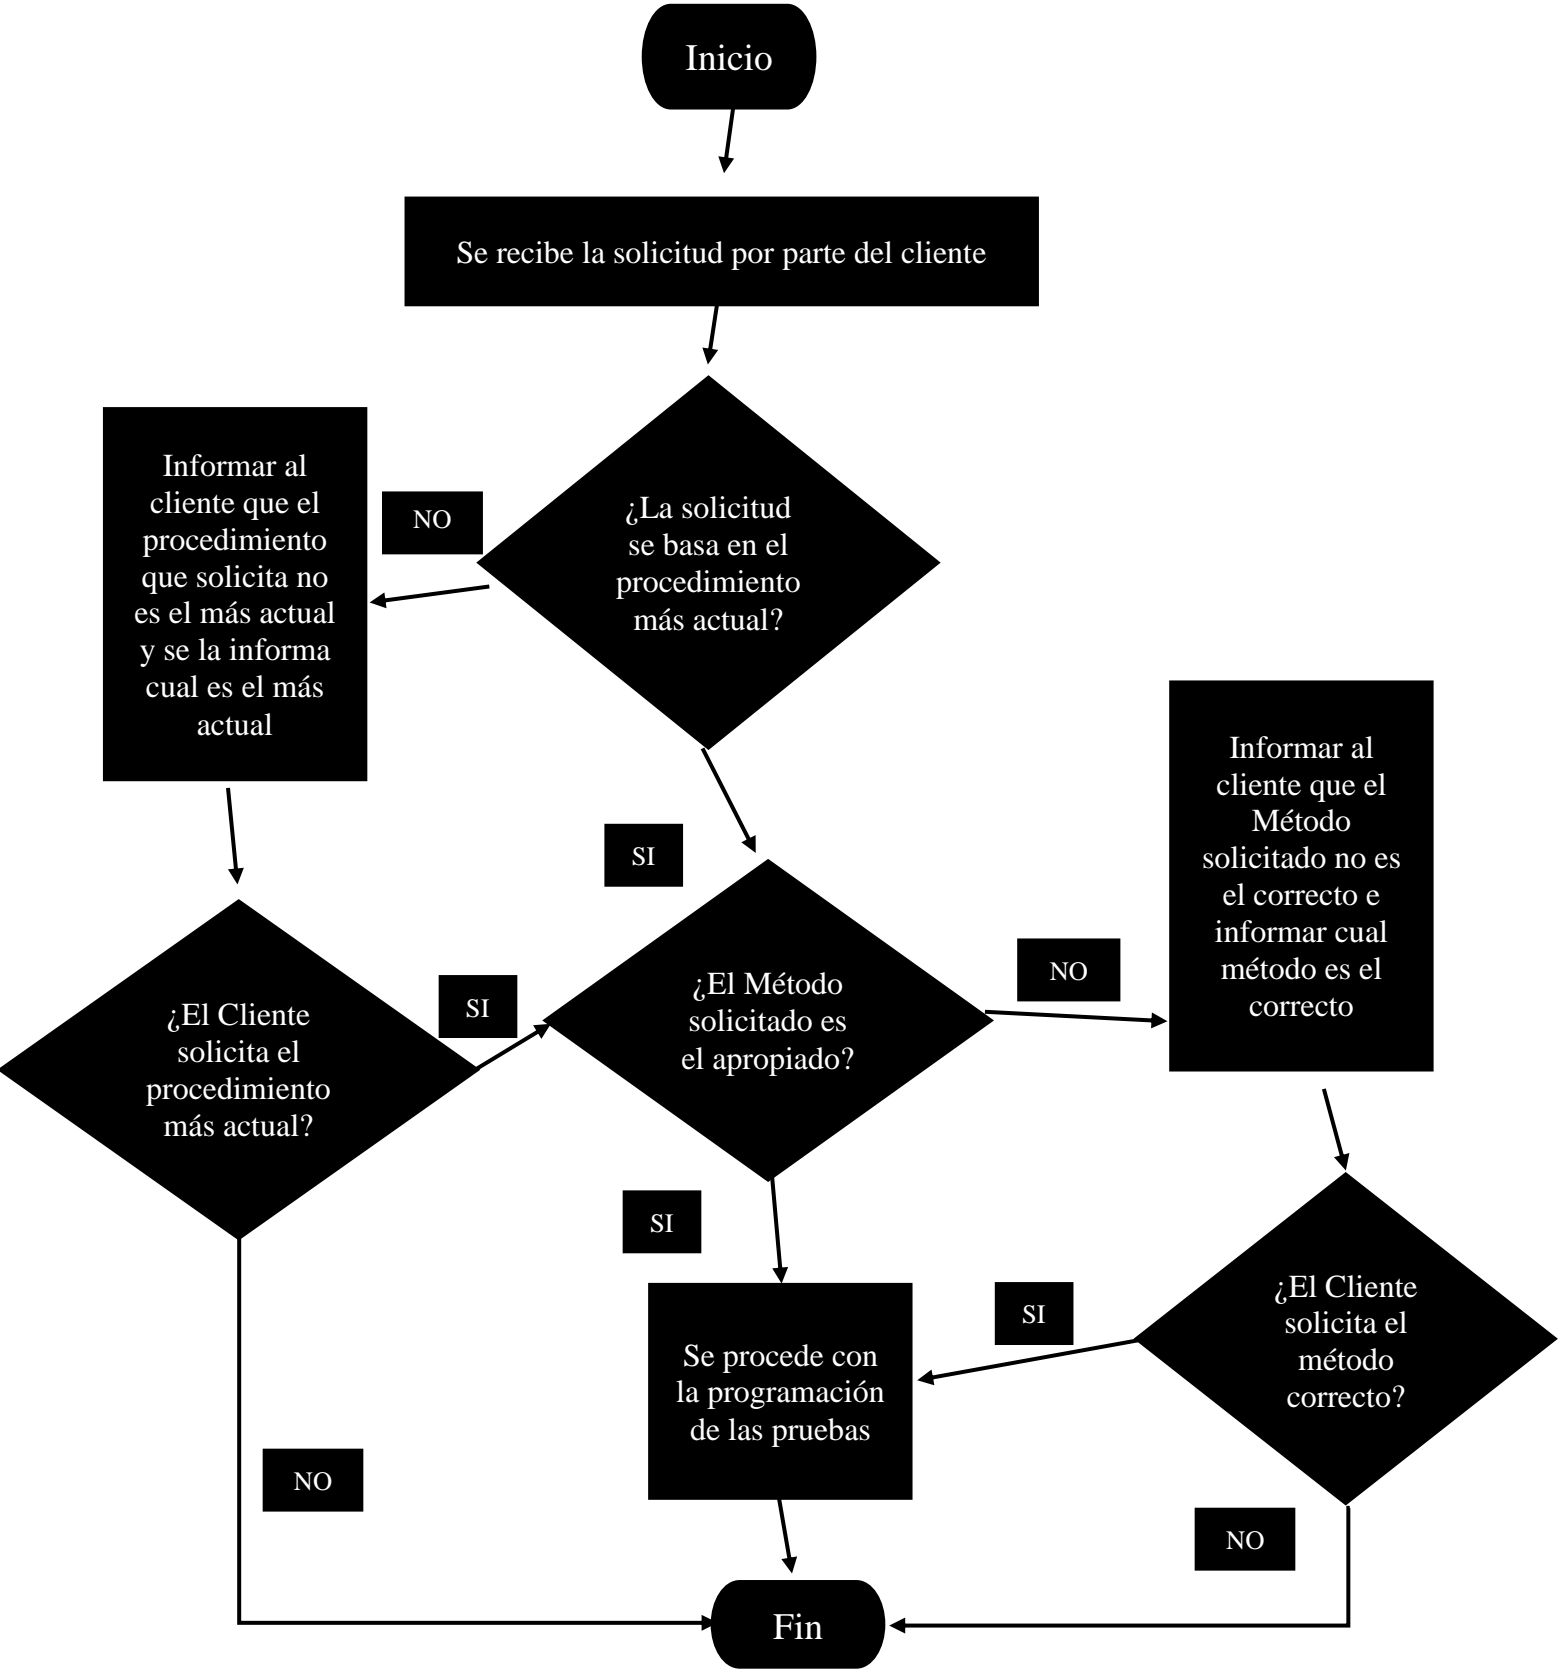 Inicio
Se recibe la solicitud por parte del cliente
Informar al
cliente que el
procedimiento
que solicita no
es el más actual
y se la informa
cual es el más
actual
NO
¿La solicitud
se basa en el
procedimiento
más actual?
SI
Informar al
cliente que el
Método
solicitado no es
el correcto e
informar cual
método es el
correcto
NO
¿El Método
solicitado es
el apropiado?
SI
¿El Cliente
solicita el
procedimiento
más actual?
SI
¿El Cliente
solicita el
método
correcto?
SI
Se procede con
la programación
de las pruebas
NO
NO
Fin